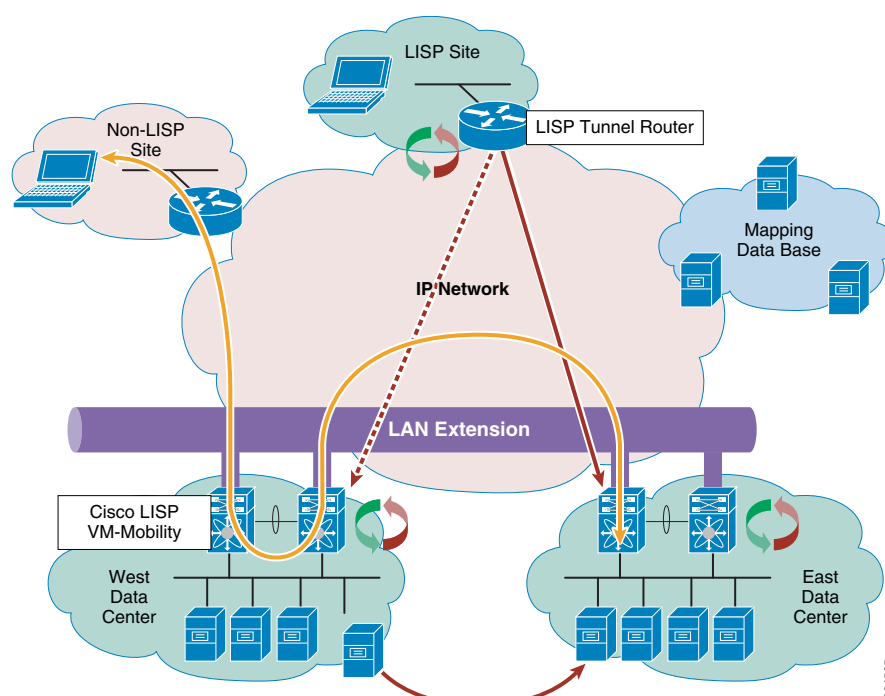 LISP Site
LISP Tunnel Router
Non-LISP
Site
Mapping
Data Base
IP Network
LAN Extension
Cisco LISP
VM-Mobility
West
Data
Center
East
Data
Center